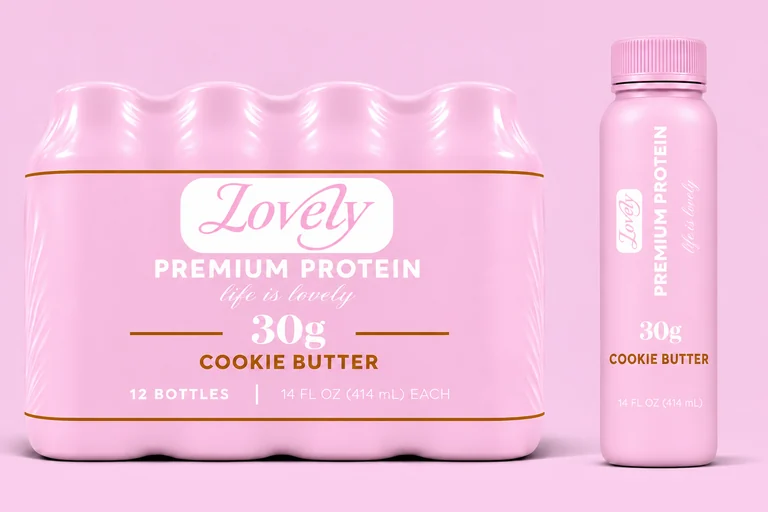 Lovely
PREMIUM PROTEIN
life is lovely
30g
COOKIE BUTTER
12 BOTTLES | 14 FL OZ (414 mL) EACH
Lovely
PREMIUM PROTEIN
life is lovely
30g
COOKIE BUTTER
14 FL OZ (414 mL)